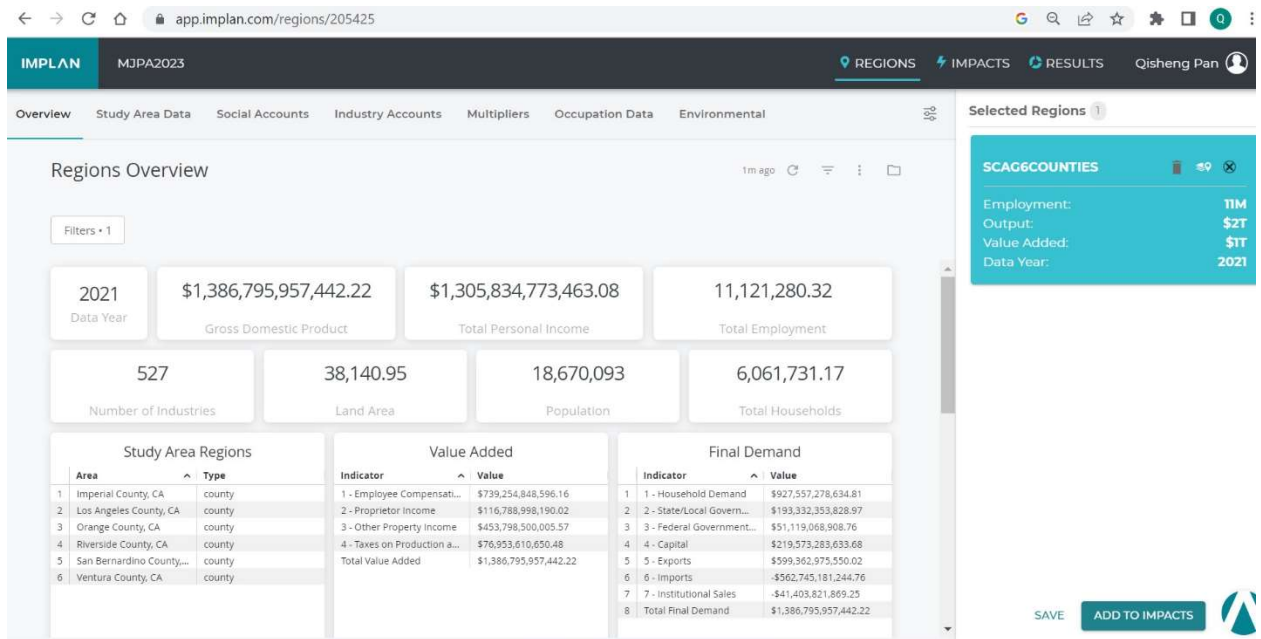 app.implan.com/regions/205425
G
Q
IMPLAN MJPA2023 REGIONS IMPACTS RESULTS Qisheng Pan
Overview Study Area Data Social Accounts Industry Accounts Multipliers Occupation Data Environmental
Regions Overview
1m ago
Filters • 1
2021
Data Year
$1,386,795,957,442.22
Gross Domestic Product
$1,305,834,773,463.08
Total Personal Income
11,121,280.32
Total Employment
527
Number of Industries
38,140.95
Land Area
18,670,093
Population
6,061,731.17
Total Households
Study Area Regions
Area Type
1 Imperial County, CA county
2 Los Angeles County, CA county
3 Orange County, CA county
4 Riverside County, CA county
5 San Bernardino County,... county
6 Ventura County, CA county
Value Added
Indicator Value
1 - Employee Compensati... $739,254,848,596.16
2 - Proprietor Income $116,788,998,190.02
3 - Other Property Income $453,798,500,005.57
4 - Taxes on Production a... $76,953,610,650.48
Total Value Added $1,386,795,957,442.22
Final Demand
Indicator Value
1 1 - Household Demand $927,557,278,634.81
2 2 - State/Local Govern... $193,332,353,828.97
3 3 - Federal Government... $51,119,068,908.76
4 4 - Capital $219,573,283,633.68
5 5 - Exports $599,362,975,550.02
6 6 - Imports -$562,745,181,244.76
7 7 - Institutional Sales -$41,403,821,869.25
8 Total Final Demand $1,386,795,957,442.22
Selected Regions 1
SCAG6COUNTIES
Employment: 11M
Output: $2T
Value Added: $1T
Data Year: 2021
SAVE ADD TO IMPACTS